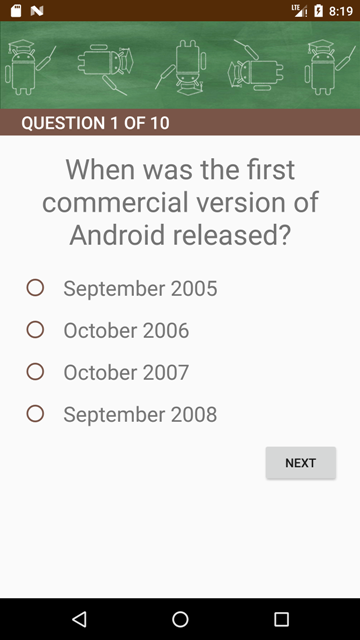 LTE 8:19
QUESTION 1 OF 10
When was the first
commercial version of
Android released?
September 2005
October 2006
October 2007
September 2008
NEXT